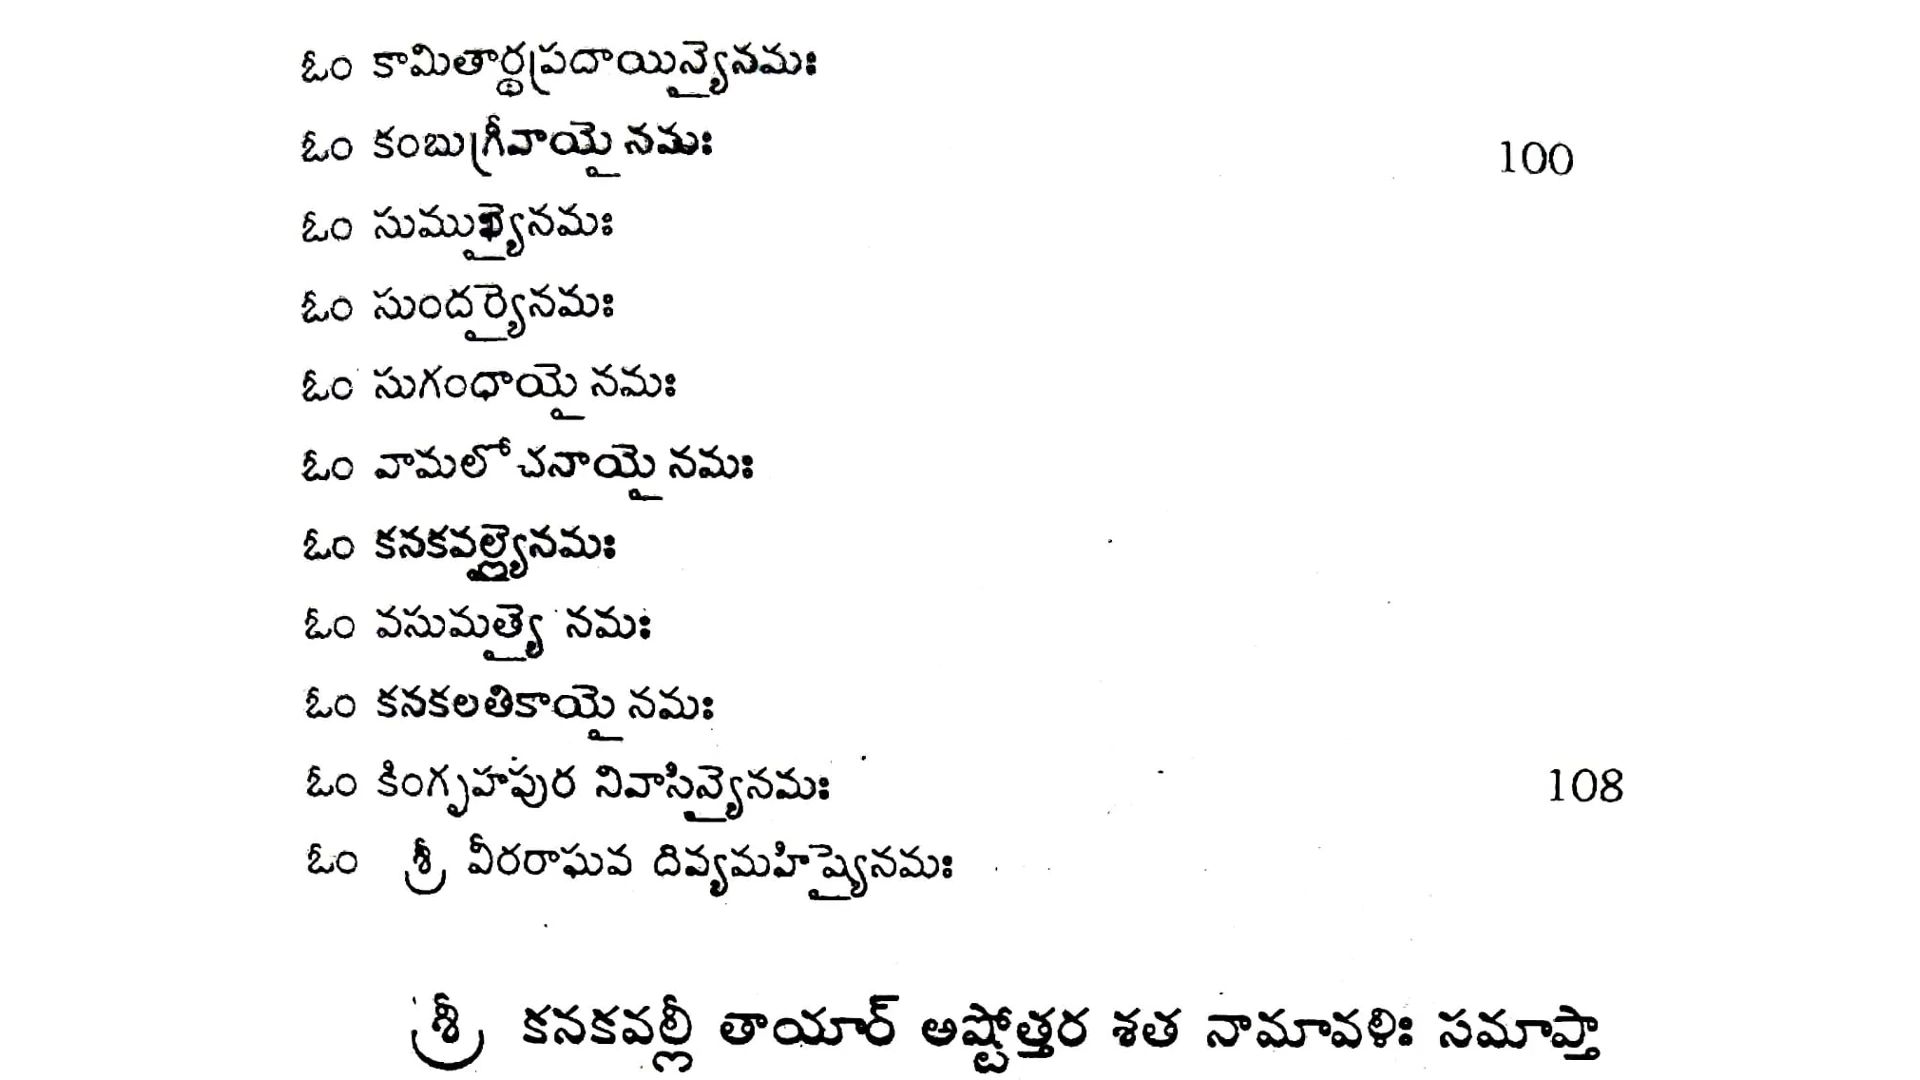 ఓం కామితార్థప్రదాయిన్యైనమః
ఓం కంబుగ్రీవాయై నమః 100
ఓం సుముఖ్యైనమః
ఓం సుందర్యైనమః
ఓం సుగంధాయై నమః
ఓం వామలోచనాయై నమః
ఓం కనకవల్ల్యైనమః
ఓం వసుమత్యై నమః
ఓం కనకలతికాయై నమః
ఓం కింగృహపుర నివాసిన్యైనమః 108
ఓం శ్రీ వీరరాఘవ దివ్యమహిష్యైనమః
శ్రీ కనకవల్లీ తాయార్ అష్టోత్తర శత నామావళిః సమాప్తా